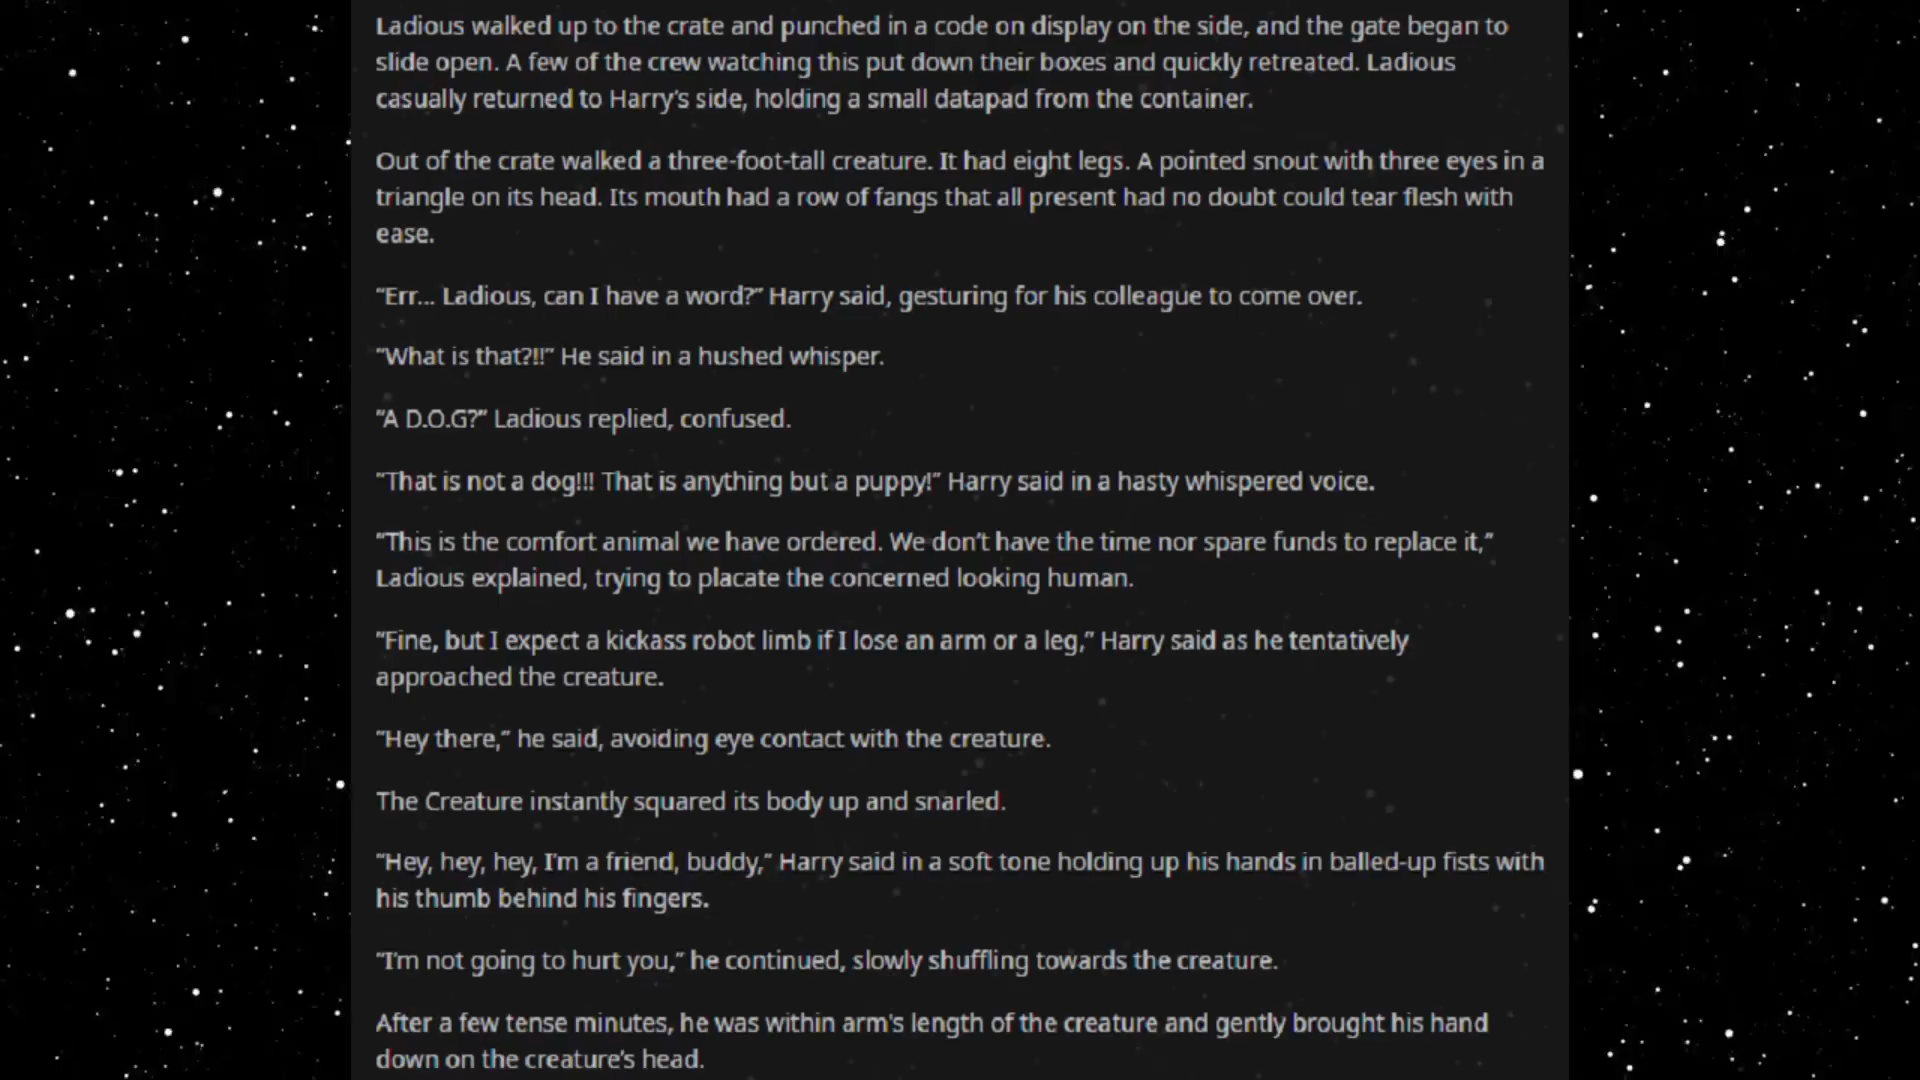 Ladious walked up to the crate and punched in a code on display on the side, and the gate began to
slide open. A few of the crew watching this put down their boxes and quickly retreated. Ladious
casually returned to Harry’s side, holding a small datapad from the container.
Out of the crate walked a three-foot-tall creature. It had eight legs. A pointed snout with three eyes in a
triangle on its head. Its mouth had a row of fangs that all present had no doubt could tear flesh with
ease.
“Err... Ladious, can I have a word?” Harry said, gesturing for his colleague to come over.
“What is that?!!” He said in a hushed whisper.
“A D.O.G?” Ladious replied, confused.
“That is not a dog!!! That is anything but a puppy!” Harry said in a hasty whispered voice.
“This is the comfort animal we have ordered. We don’t have the time nor spare funds to replace it,”
Ladious explained, trying to placate the concerned looking human.
“Fine, but I expect a kickass robot limb if I lose an arm or a leg,” Harry said as he tentatively
approached the creature.
“Hey there,” he said, avoiding eye contact with the creature.
The Creature instantly squared its body up and snarled.
“Hey, hey, hey, I’m a friend, buddy,” Harry said in a soft tone holding up his hands in balled-up fists with
his thumb behind his fingers.
“I’m not going to hurt you,” he continued, slowly shuffling towards the creature.
After a few tense minutes, he was within arm's length of the creature and gently brought his hand
down on the creature’s head.